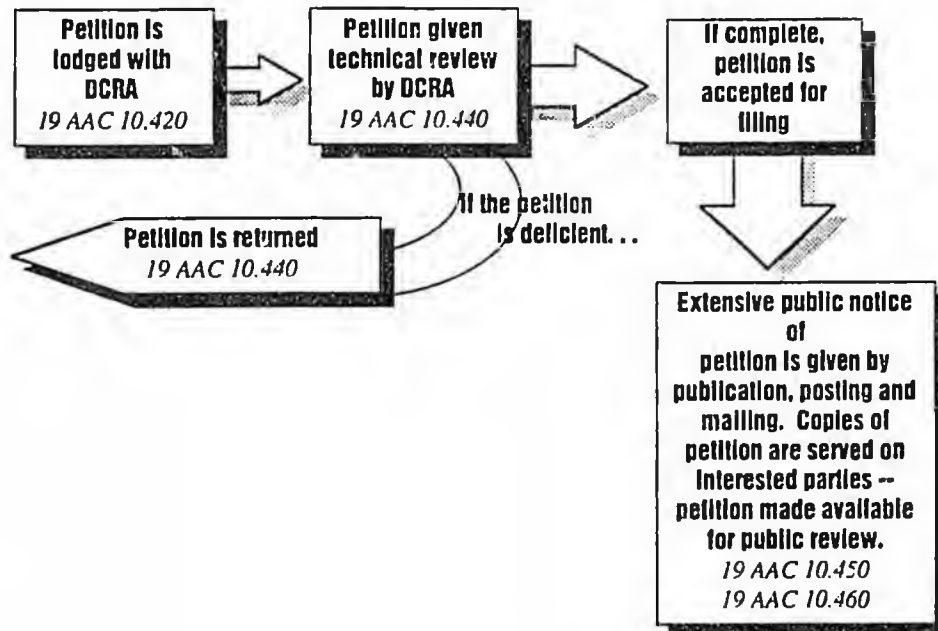 Petition is
lodged with
DCRA
19 AAC 10.420
Petition given
technical review
by DCRA
19 AAC 10.440
If complete,
petition is
accepted for
filing
If the petition
is deficient...
Petition is returned
19 AAC 10.440
Extensive public notice
of
petition is given by
publication, posting and
mailing. Copies of
petition are served on
interested parties --
petition made available
for public review.
19 AAC 10.450
19 AAC 10.460